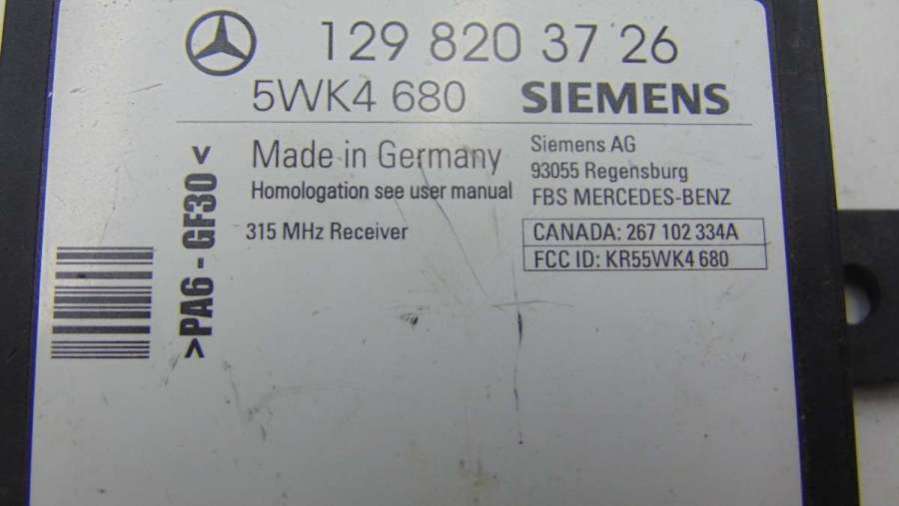 129 820 37 26
5WK4 680 SIEMENS
Made in Germany
Homologation see user manual
315 MHz Receiver
Siemens AG
93055 Regensburg
FBS MERCEDES-BENZ
CANADA: 267 102 334A
FCC ID: KR55WK4 680
>PA6 - GF30<